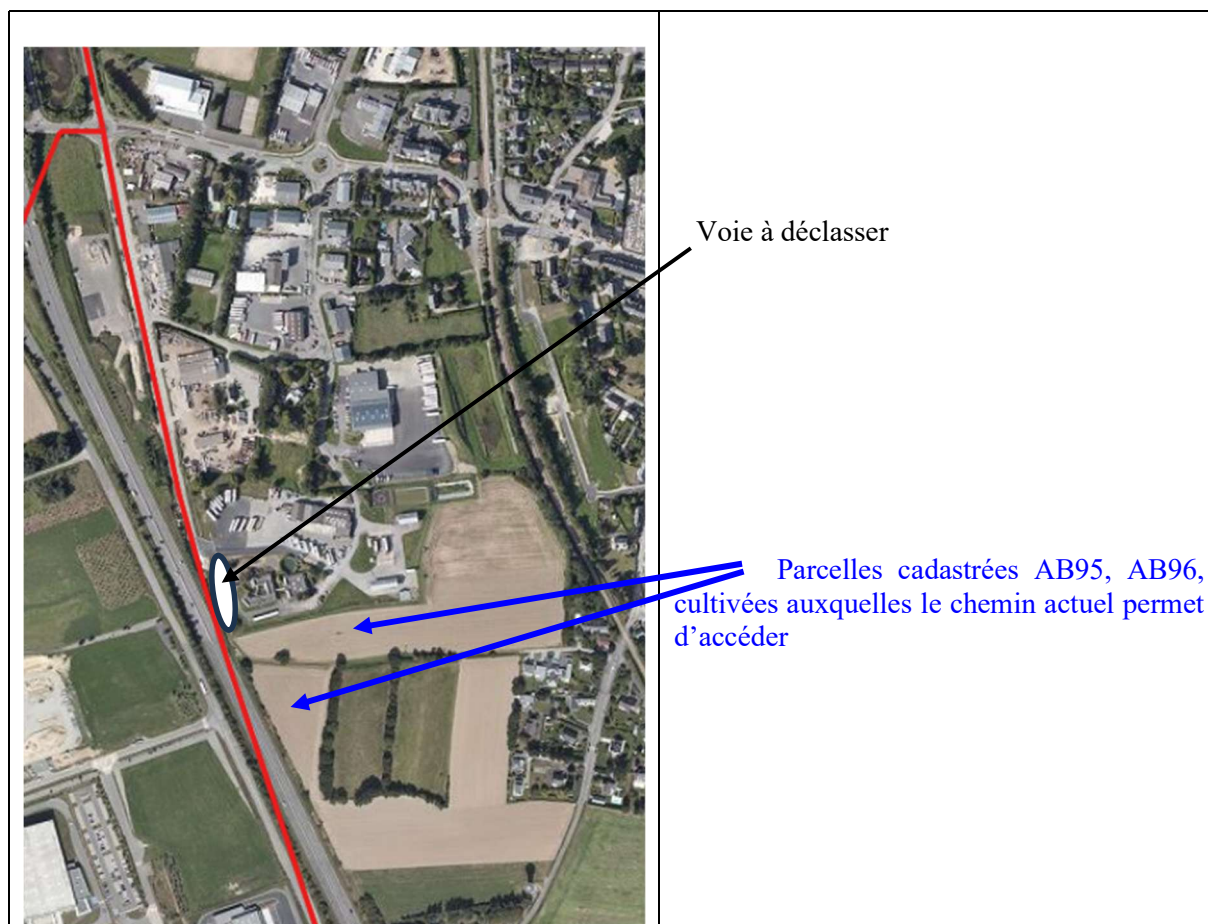 Voie à déclasser
Parcelles cadastrées AB95, AB96,
cultivées auxquelles le chemin actuel permet
d’accéder